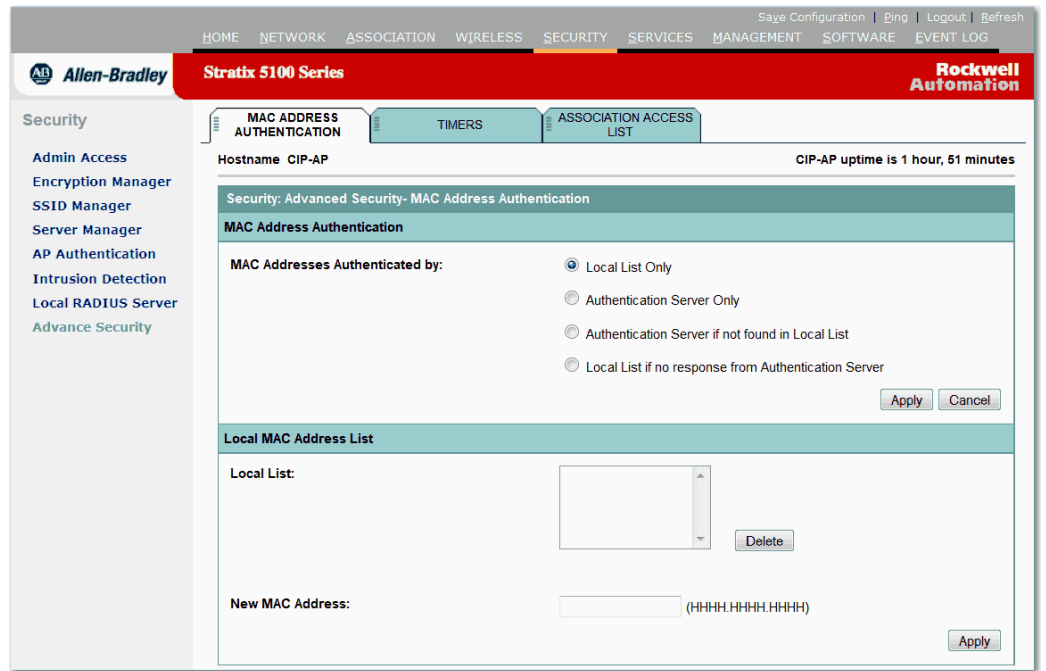 Save Configuration | Ping | Logout | Refresh
HOME NETWORK ASSOCIATION WIRELESS SECURITY SERVICES MANAGEMENT SOFTWARE EVENT LOG
AB Allen-Bradley
Stratix 5100 Series
Rockwell
Automation
Security
Admin Access
Encryption Manager
SSID Manager
Server Manager
AP Authentication
Intrusion Detection
Local RADIUS Server
Advance Security
MAC ADDRESS
AUTHENTICATION
TIMERS
ASSOCIATION ACCESS
LIST
Hostname CIP-AP
CIP-AP uptime is 1 hour, 51 minutes
Security: Advanced Security- MAC Address Authentication
MAC Address Authentication
MAC Addresses Authenticated by:
Local List Only
Authentication Server Only
Authentication Server if not found in Local List
Local List if no response from Authentication Server
Apply Cancel
Local MAC Address List
Local List:
Delete
New MAC Address:
(HHHH.HHHH.HHHH)
Apply